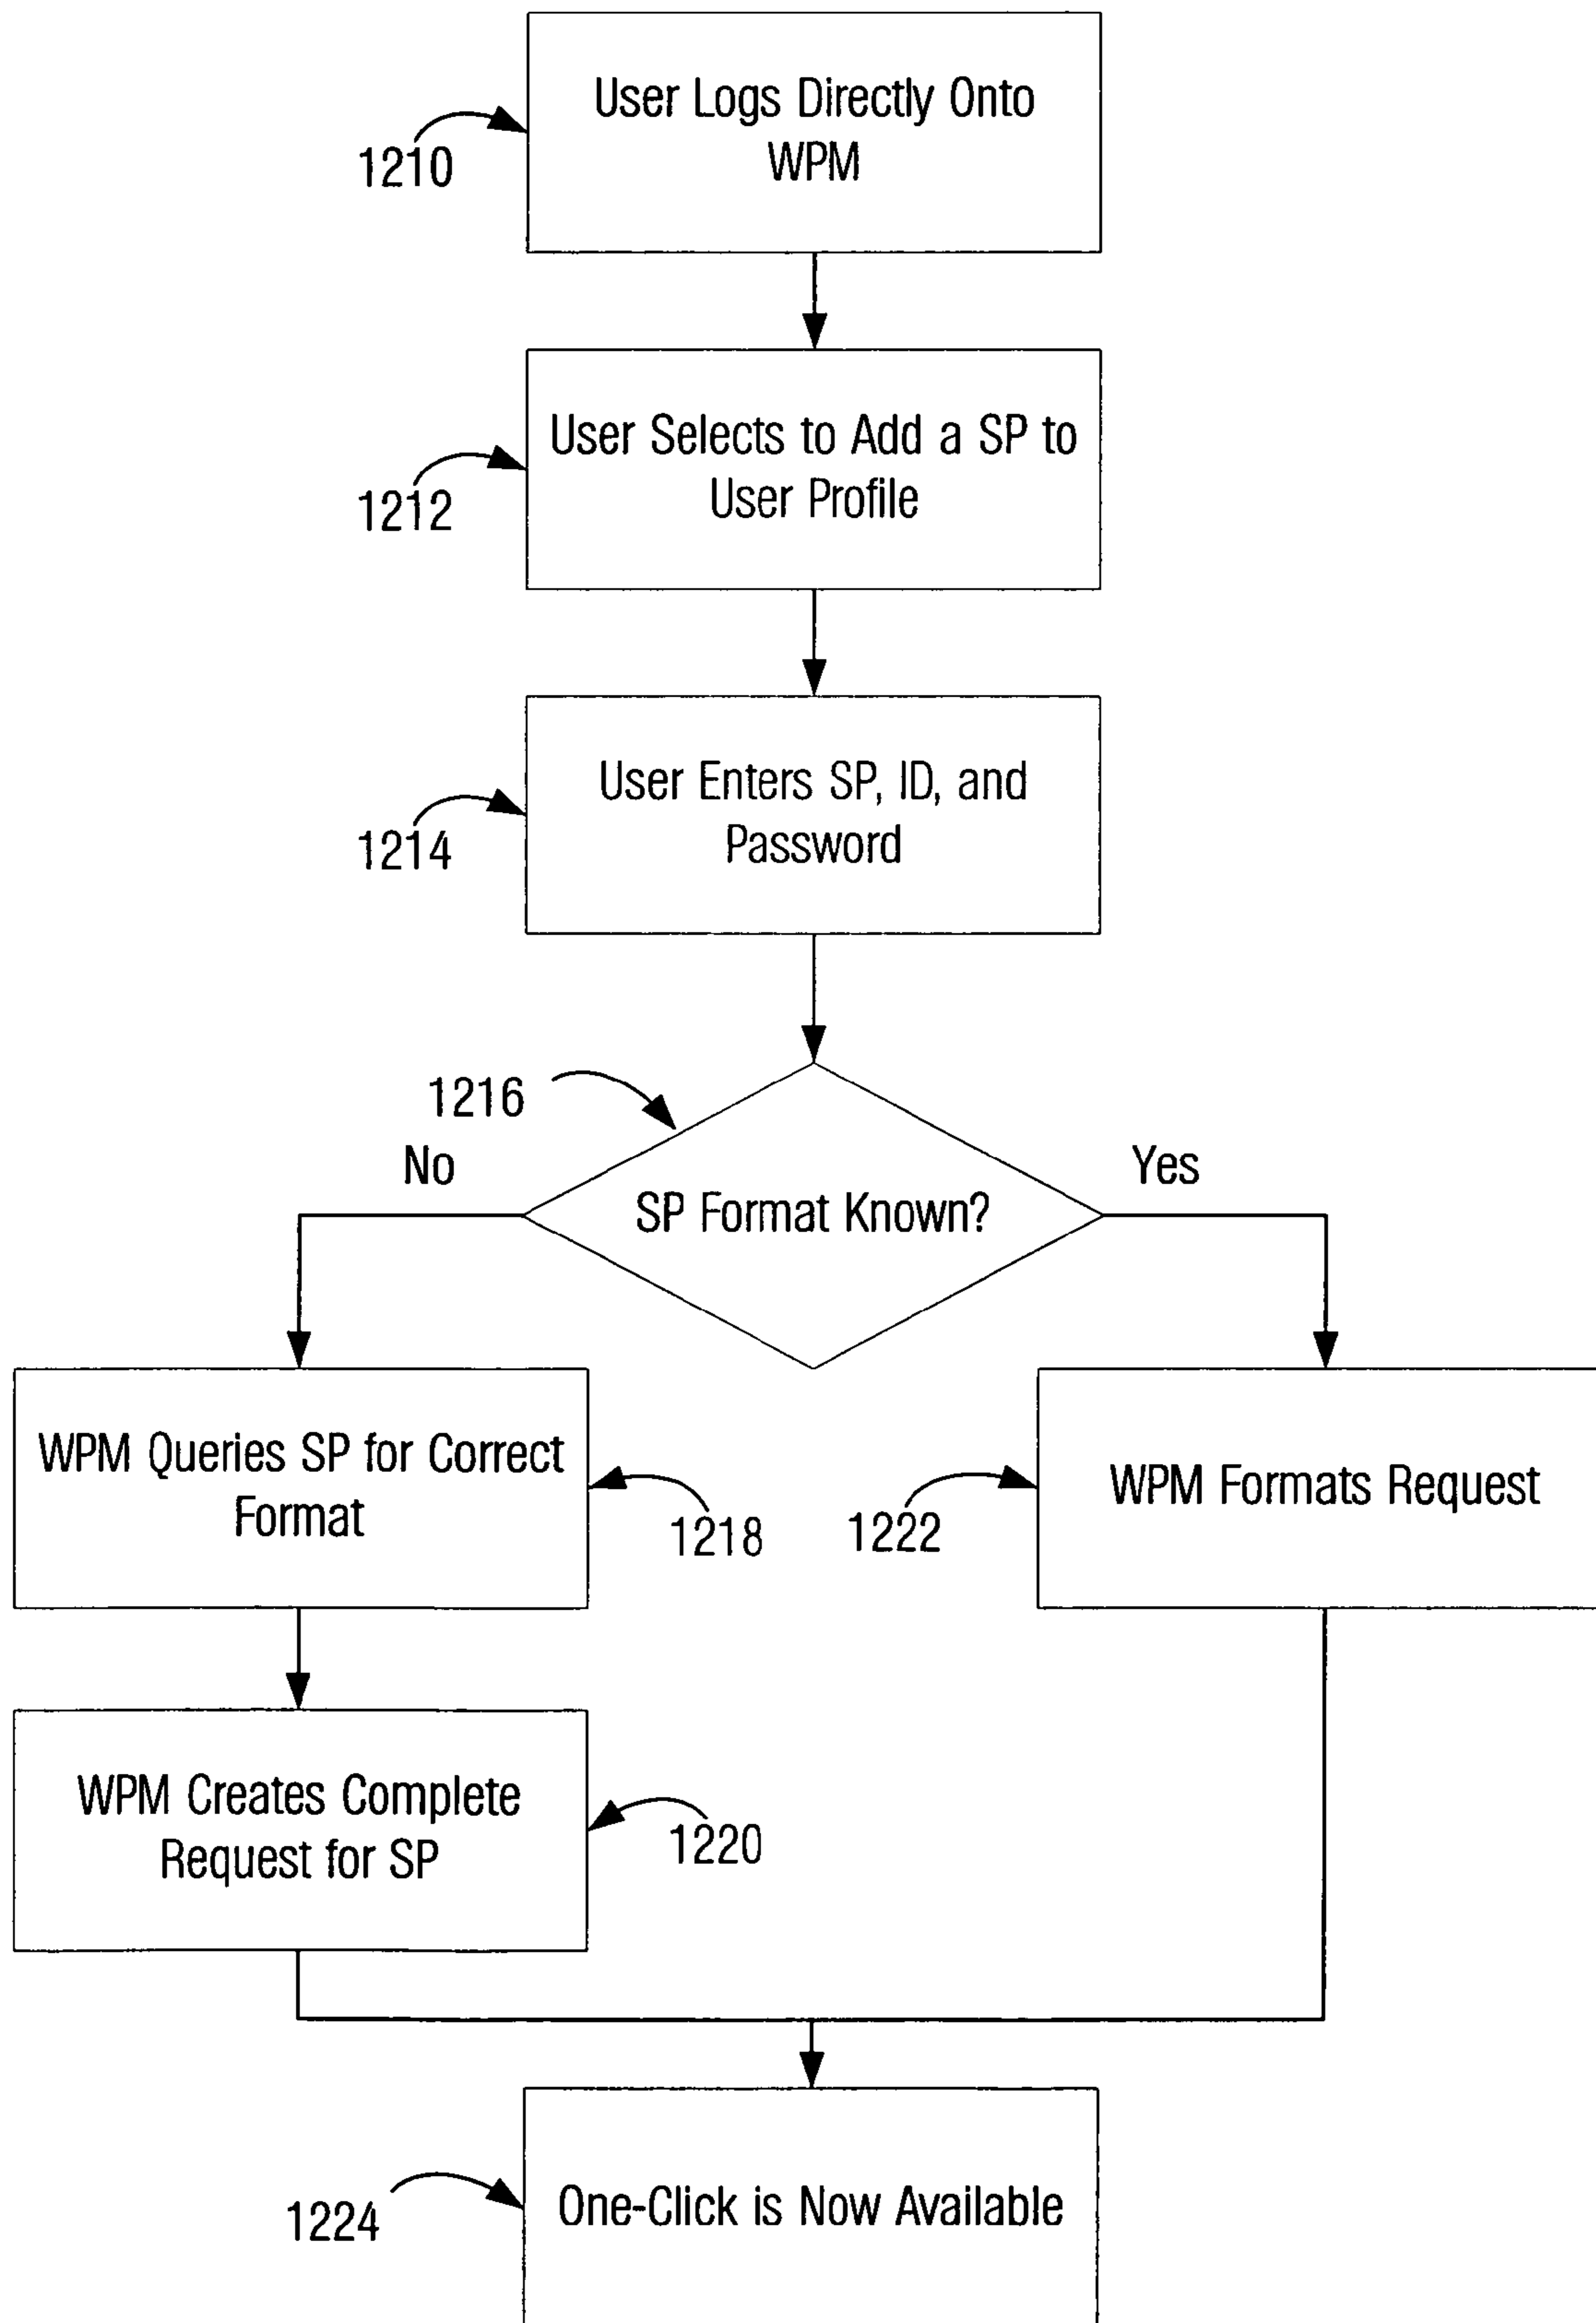 User Logs Directly Onto
WPM
1210
User Selects to Add a SP to
User Profile
1212
User Enters SP, ID, and
Password
1214
1216
No
Yes
SP Format Known?
WPM Queries SP for Correct
Format
1218
1222
WPM Formats Request
WPM Creates Complete
Request for SP
1220
One-Click is Now Available
1224